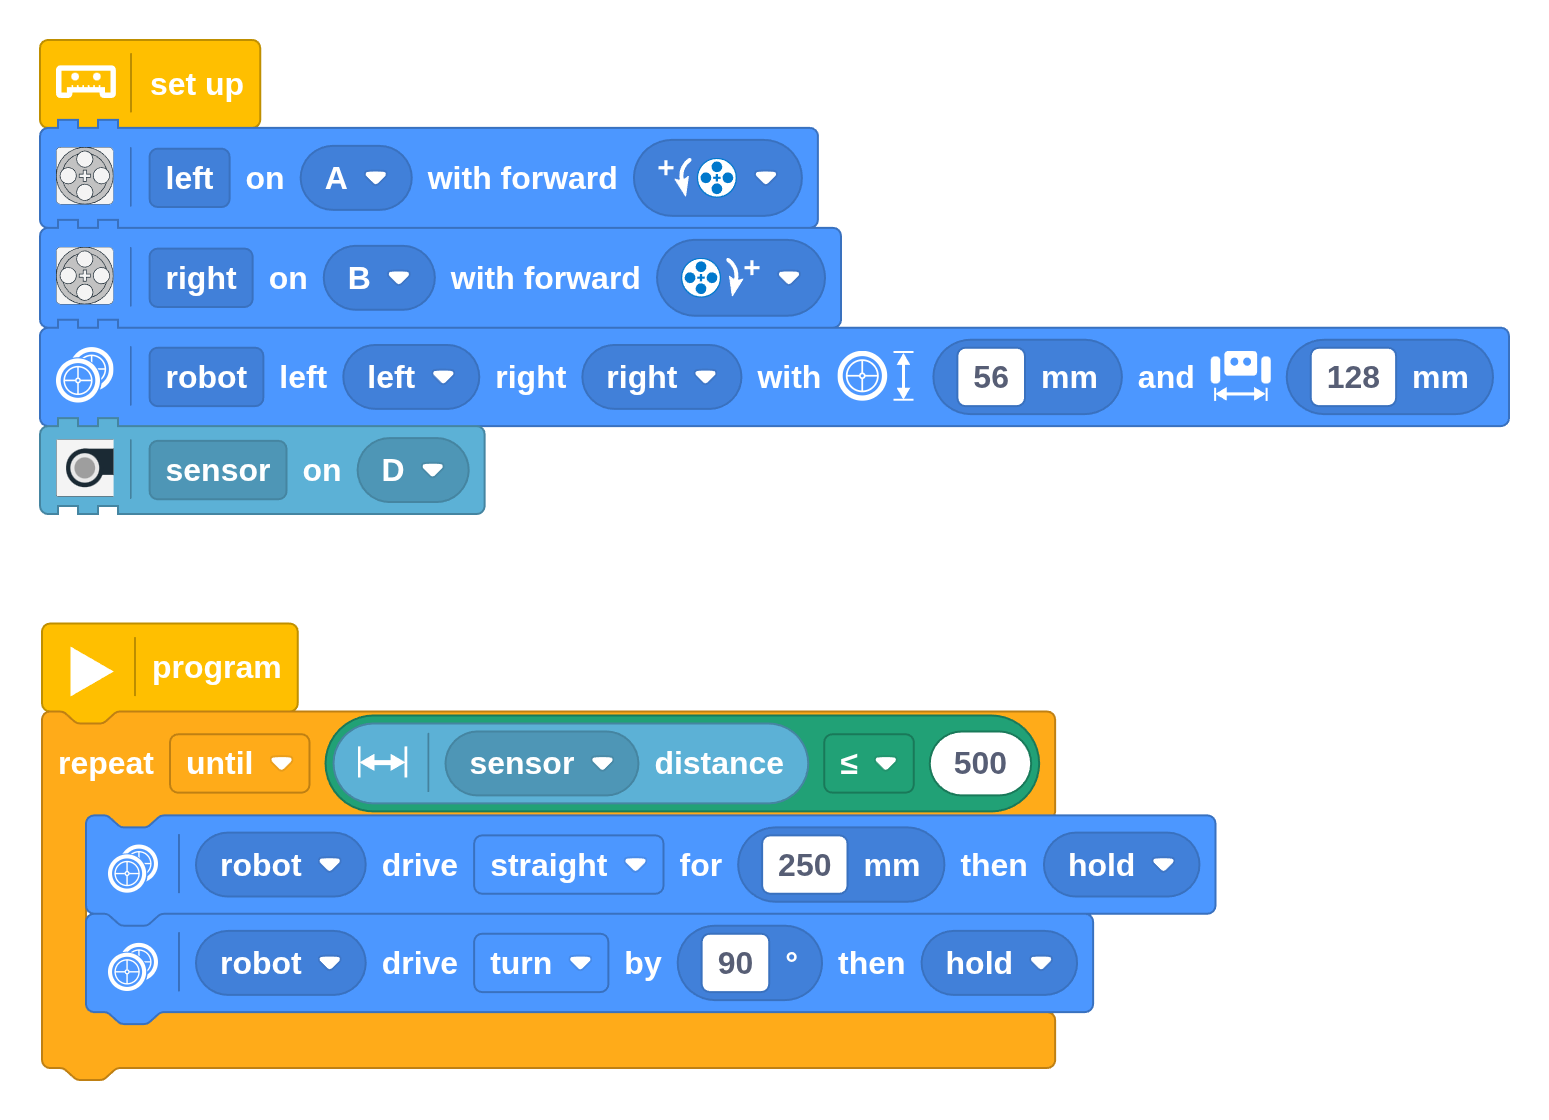 set up
left on A with forward +
right on B with forward +
robot left left right right with 56 mm and 128 mm
sensor on D
program
repeat until sensor distance ≤ 500
robot drive straight for 250 mm then hold
robot drive turn by 90 ° then hold